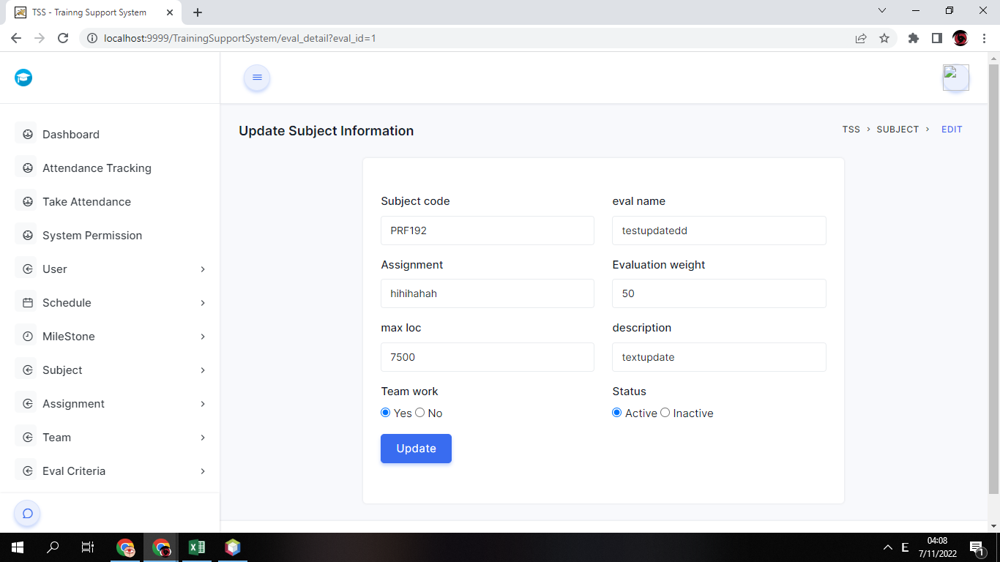 TSS - Trainng Support System
localhost:9999/TrainingSupportSystem/eval_detail?eval_id=1
Dashboard
Attendance Tracking
Take Attendance
System Permission
User
Schedule
MileStone
Subject
Assignment
Team
Eval Criteria
Update Subject Information
TSS > SUBJECT > EDIT
Subject code
eval name
PRF192
testupdatedd
Assignment
Evaluation weight
hihihahah
50
max loc
description
7500
textupdate
Team work
Status
Yes No
Active Inactive
Update
E
04:08
7/11/2022
1